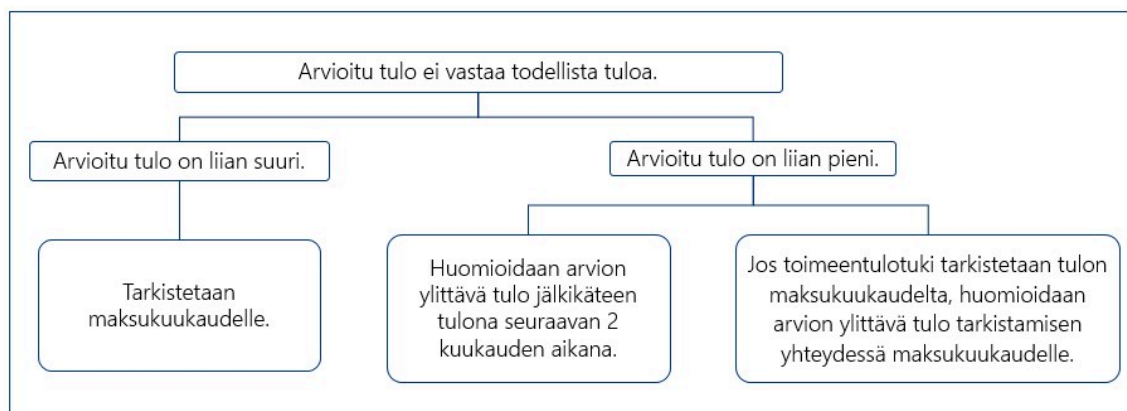 Arvioitu tulo ei vastaa todellista tuloa.
Arvioitu tulo on liian suuri.
Arvioitu tulo on liian pieni.
Tarkistetaan
maksukuukaudelle.
Huomioidaan arvion
ylittävä tulo jälkikäteen
tulona seuraavan 2
kuukauden aikana.
Jos toimeentulotuki tarkistetaan tulon
maksukuukaudelta, huomioidaan
arvion ylittävä tulo tarkistamisen
yhteydessä maksukuukaudelle.